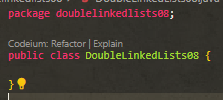 package doublelinkedlists08;
Codeium: Refactor | Explain
public class DoubleLinkedLists08 {
}